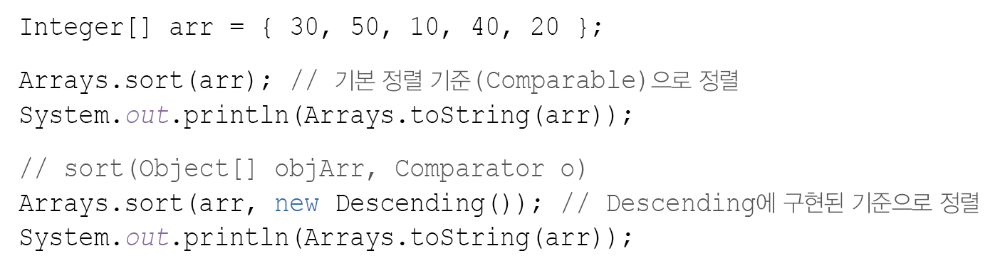 Integer[] arr = { 30, 50, 10, 40, 20 };
Arrays.sort(arr); // 기본 정렬 기준(Comparable)으로 정렬
System.out.println(Arrays.toString(arr));
// sort(Object[] objArr, Comparator o)
Arrays.sort(arr, new Descending()); // Descending에 구현된 기준으로 정렬
System.out.println(Arrays.toString(arr));